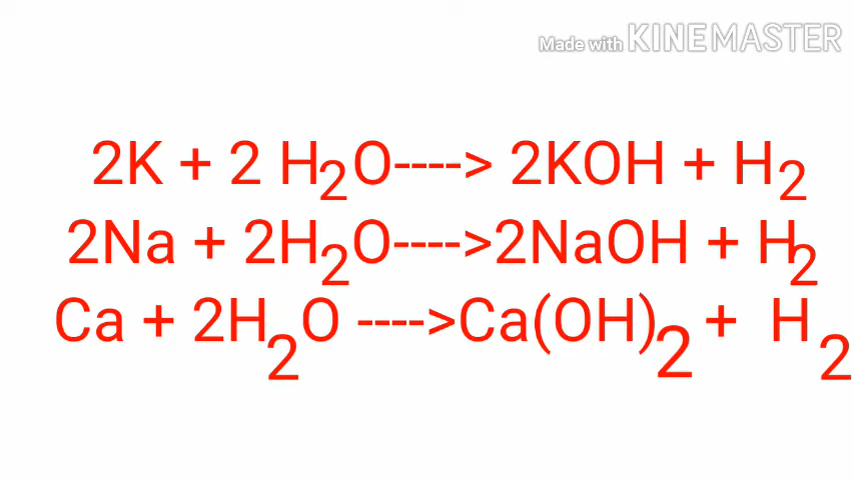 Made with KINEMASTER
2K + 2 H₂O----> 2KOH + H₂
2Na + 2H₂O---->2NaOH + H₂
Ca + 2H₂O ---->Ca(OH)₂ + H₂